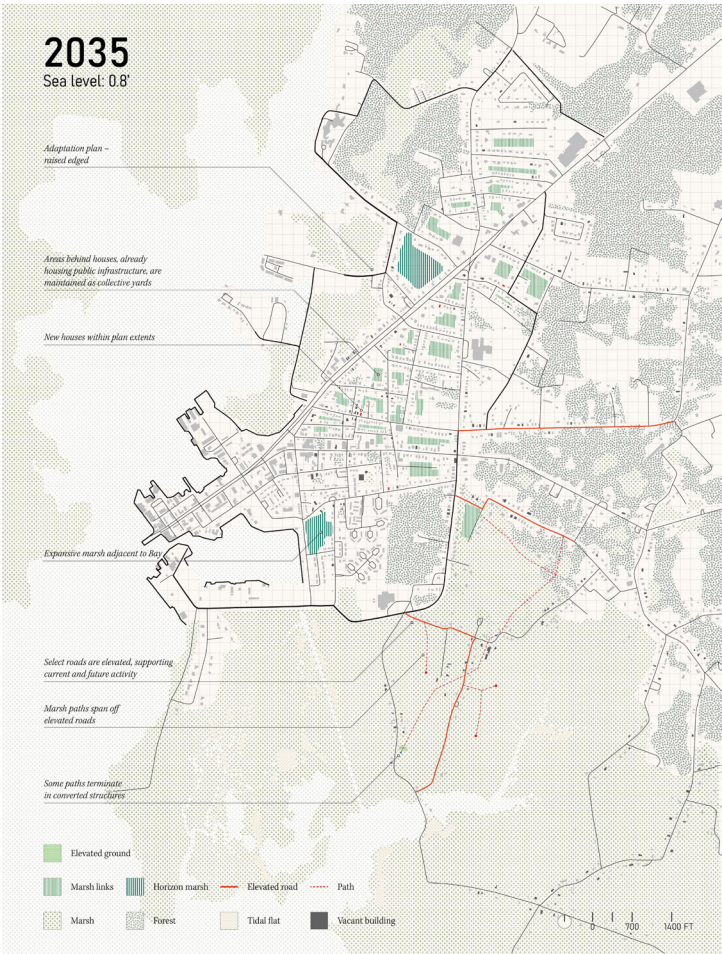 2035
Sea level: 0.8'
Adaptation plan –
raised edged
Areas behind houses, already
housing public infrastructure, are
maintained as collective yards
New houses within plan extents
Expansive marsh adjacent to Bay
Select roads are elevated, supporting
current and future activity
Marsh paths span off
elevated roads
Some paths terminate
in converted structures
Elevated ground
Marsh links Horizon marsh Elevated road Path
Marsh Forest Tidal flat Vacant building
0 700 1400 FT